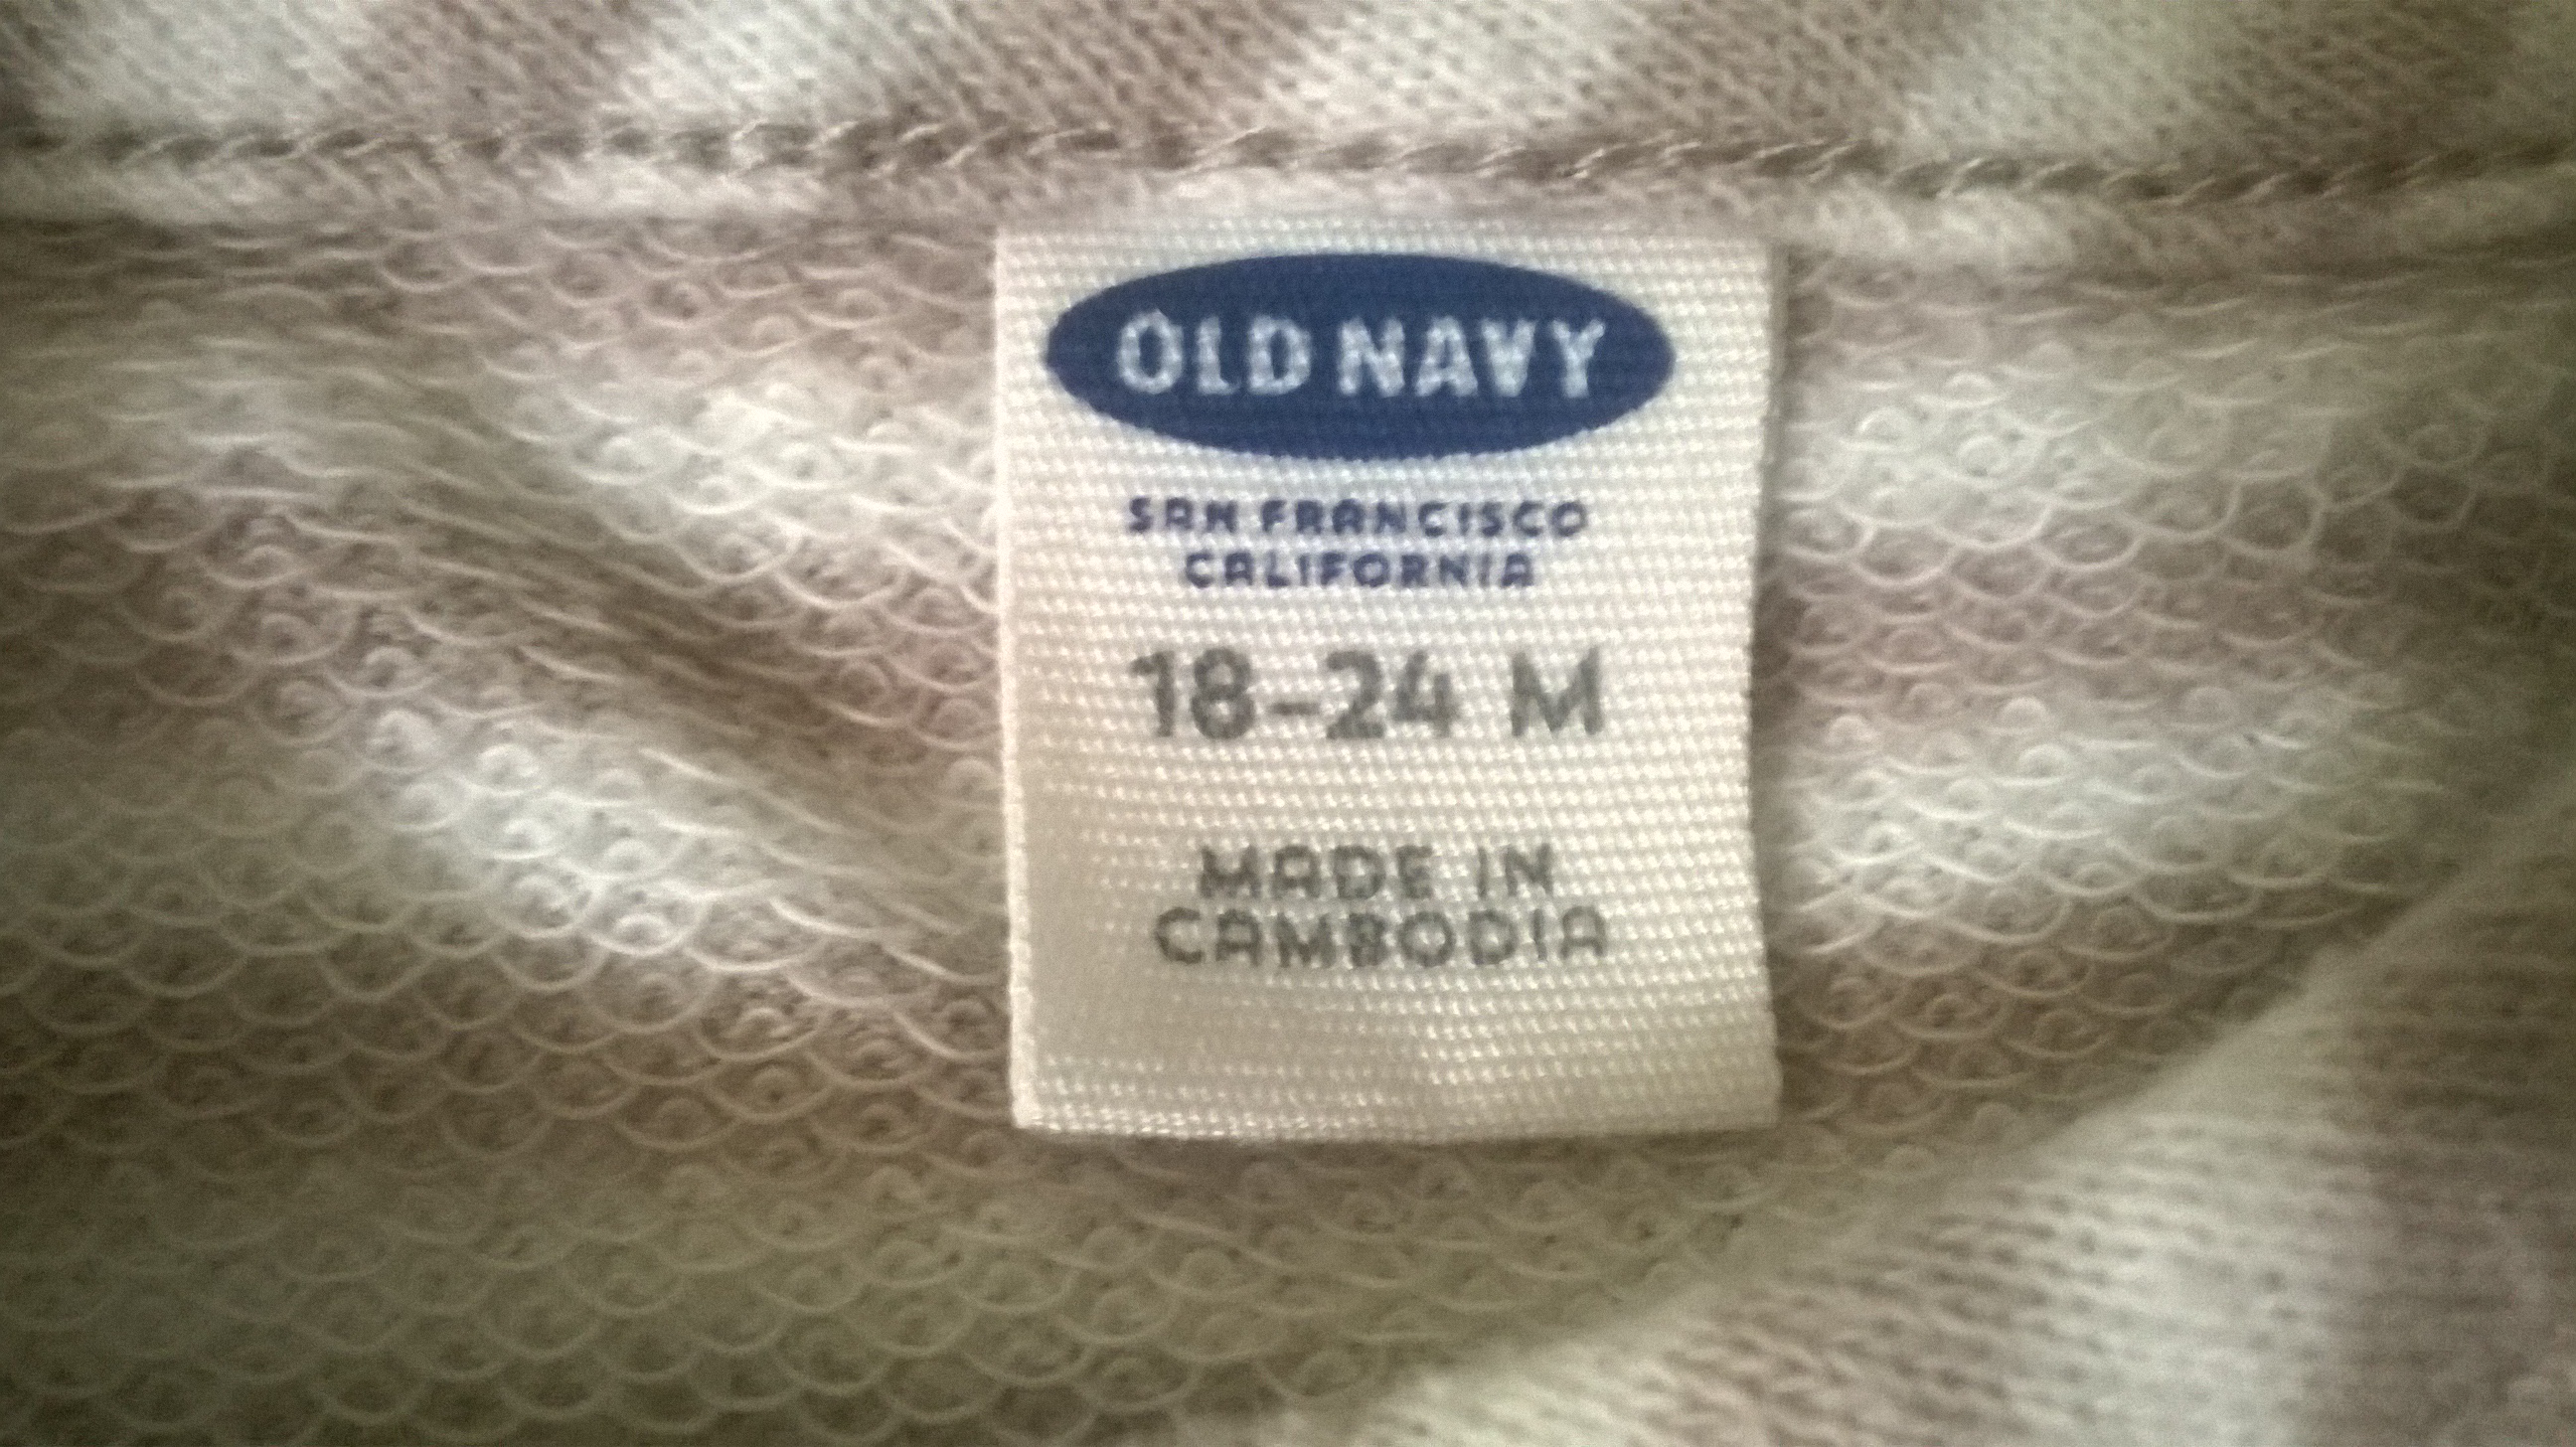 OLD NAVY
SAN FRANCISCO
CALIFORNIA
18-24 M
MADE IN
CAMBODIA